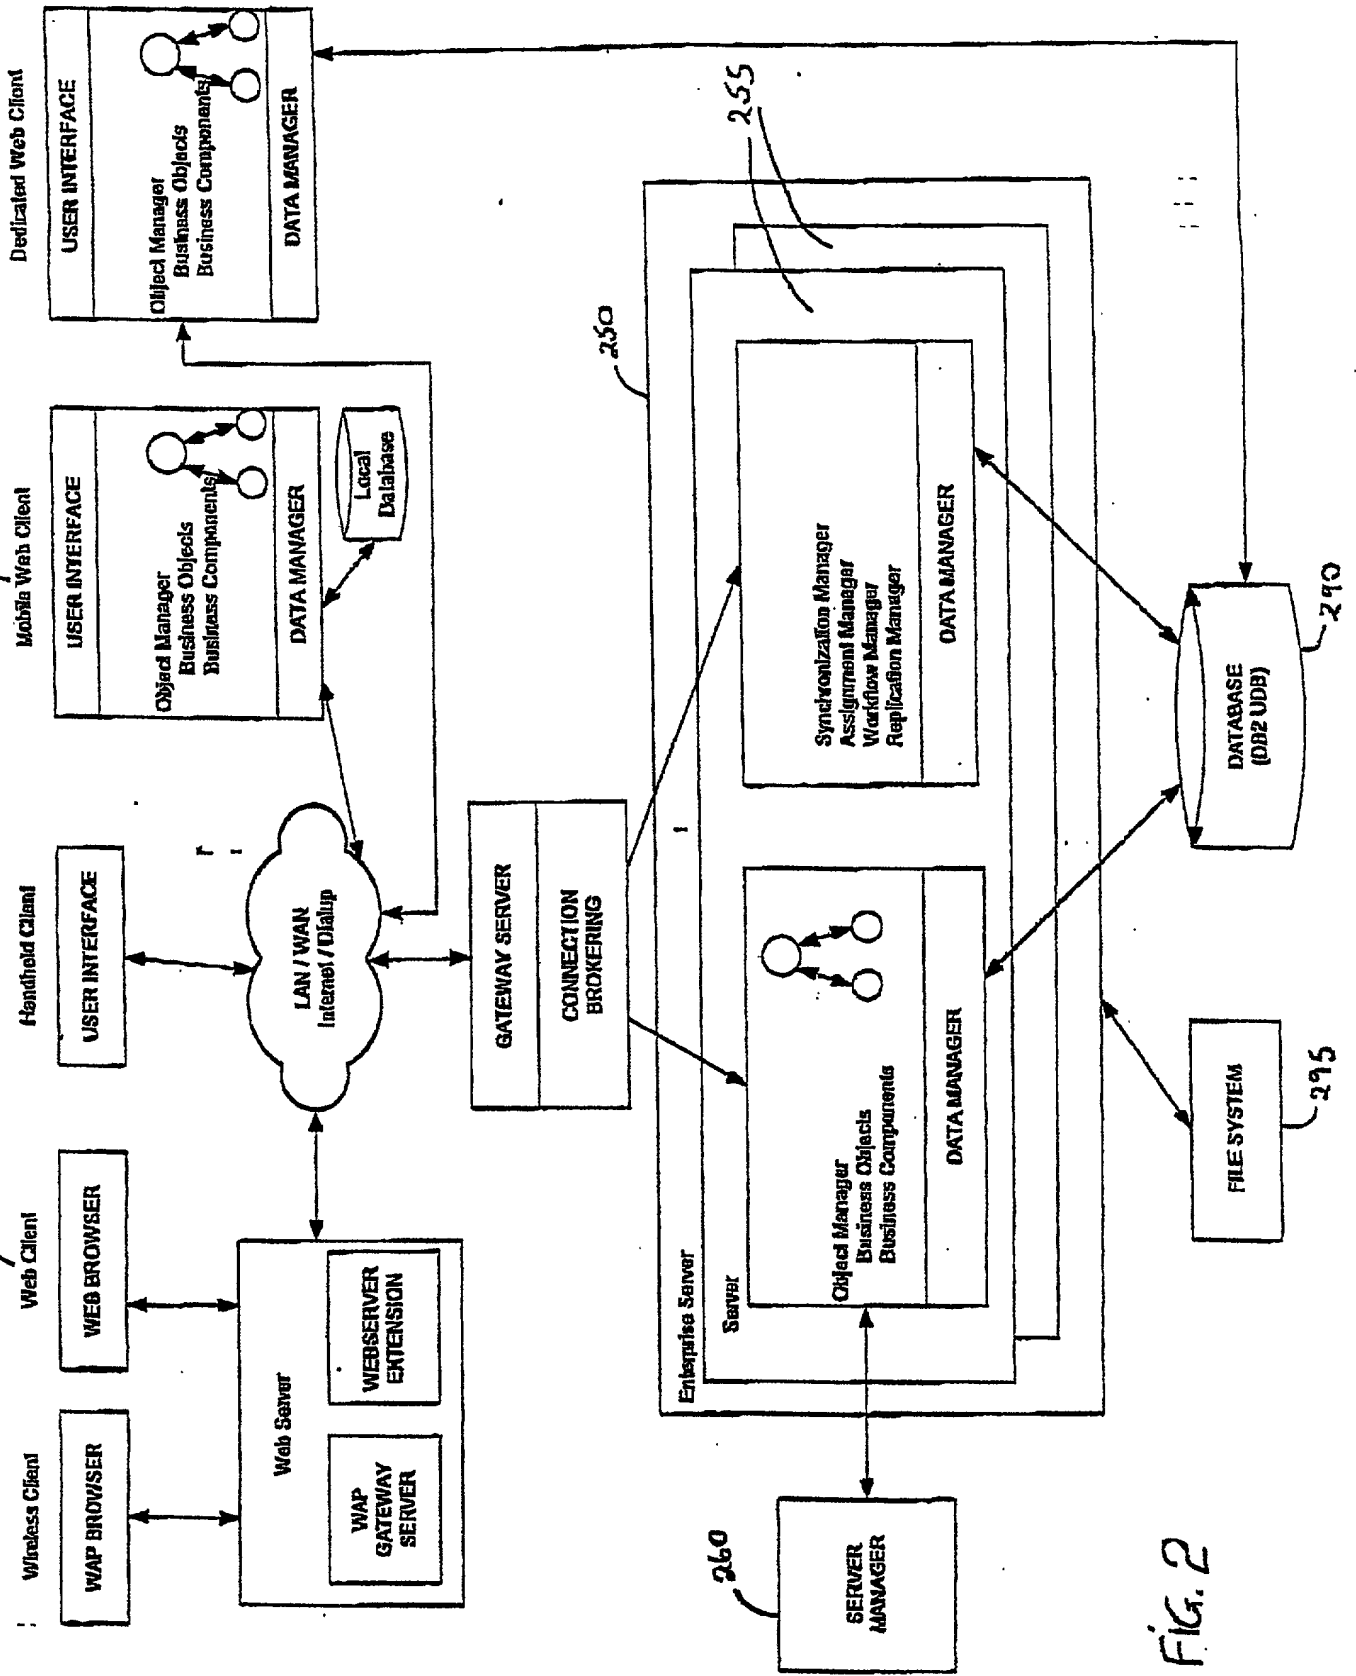 Wireless Client
WAP BROWSER
Web Client
WEB BROWSER
Handheld Client
USER INTERFACE
Mobile Web Client
USER INTERFACE
Object Manager
Business Objects
Business Components
DATA MANAGER
Local
Database
Dedicated Web Client
USER INTERFACE
Object Manager
Business Objects
Business Components
DATA MANAGER
Web Server
WAP
GATEWAY
SERVER
WEBSERVER
EXTENSION
LAN / WAN
Internet / Dialup
GATEWAY SERVER
CONNECTION
BROKERING
250
255
Enterprise Server
Server
Object Manager
Business Objects
Business Components
DATA MANAGER
Synchronization Manager
Assignment Manager
Workflow Manager
Replication Manager
DATA MANAGER
260
SERVER
MANAGER
FILE SYSTEM
295
DATABASE
(DB2 UDB)
290
FIG. 2